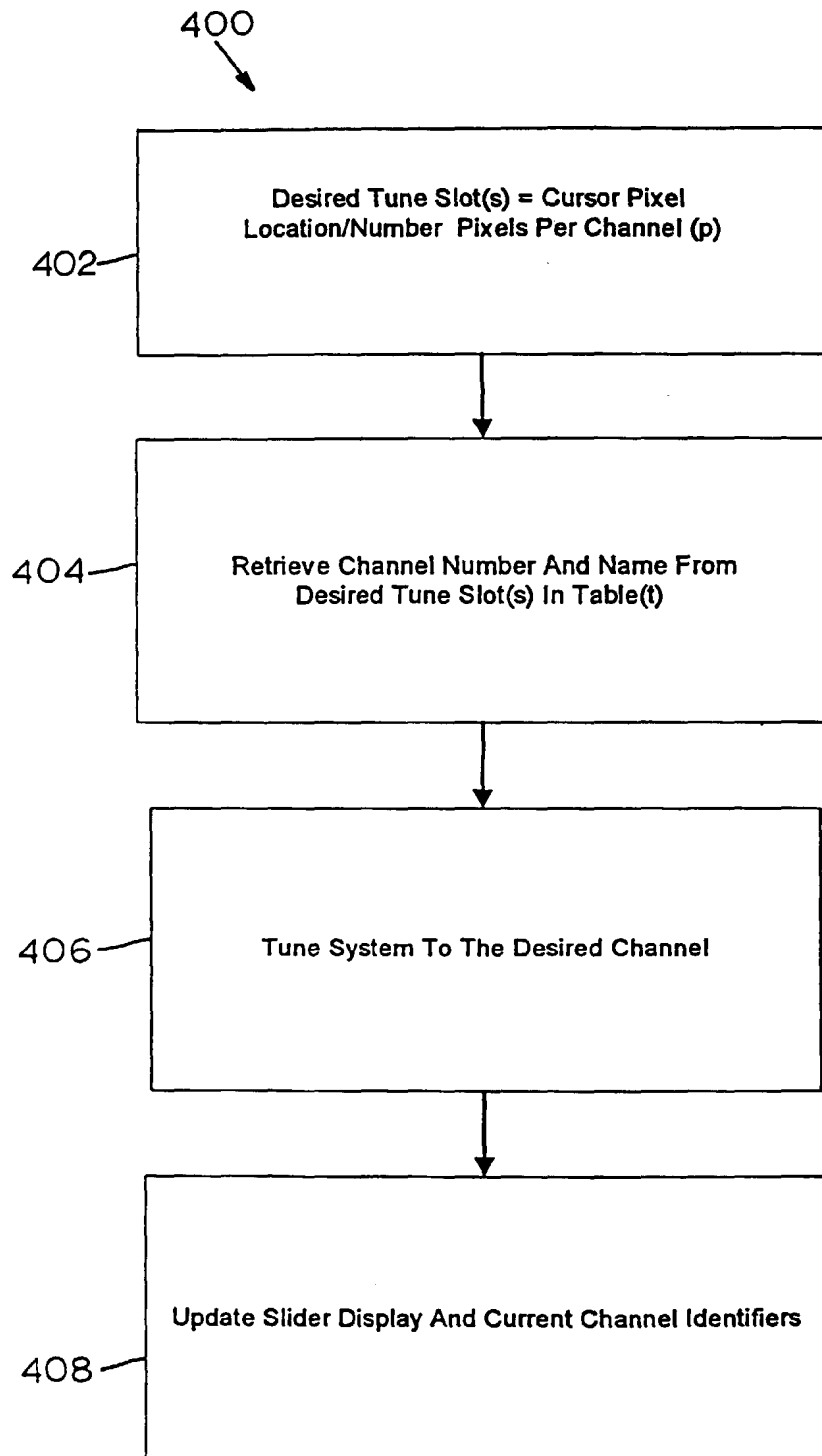 400
Desired Tune Slot(s) = Cursor Pixel
Location/Number Pixels Per Channel (p)
402
Retrieve Channel Number And Name From
Desired Tune Slot(s) In Table(t)
404
Tune System To The Desired Channel
406
Update Slider Display And Current Channel Identifiers
408